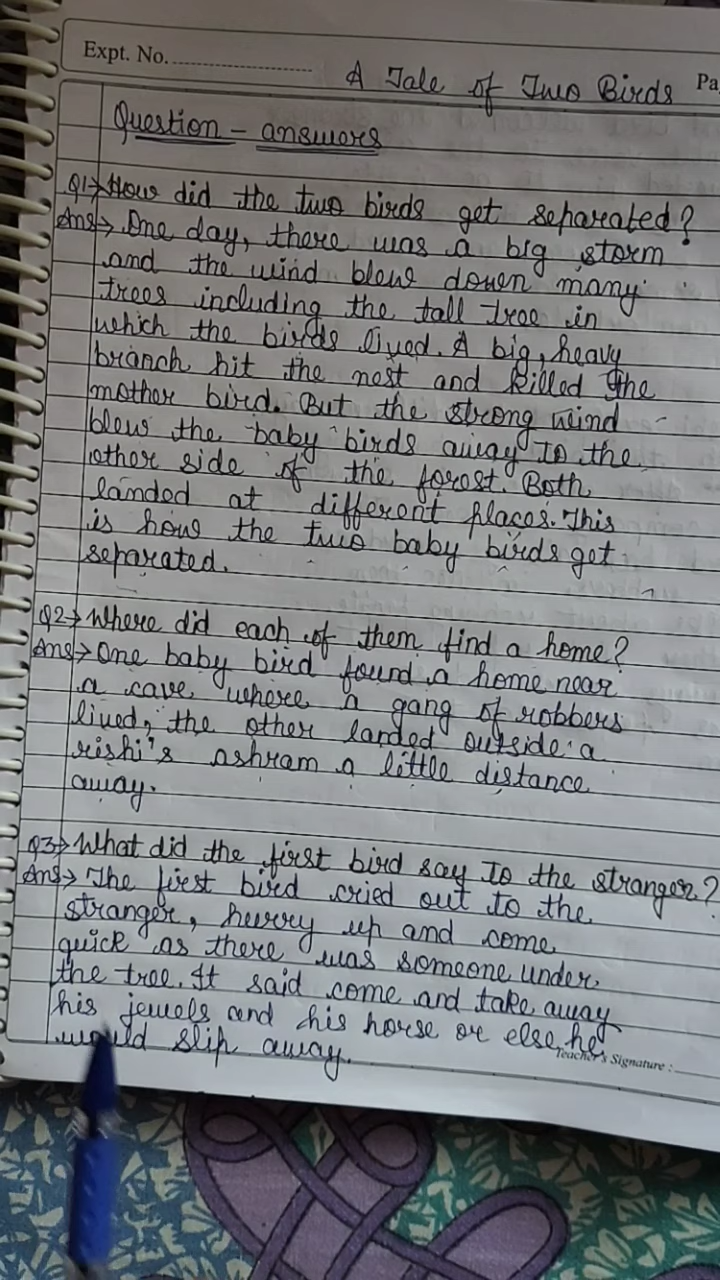 Expt. No.
A Tale of Two Birds
Pa
Question - answers
Q1→ How did the two birds get separated?
Ans→ One day, there was a big storm
and the wind blew down many
trees including the tall tree in
which the birds lived. A big, heavy
branch hit the nest and killed the
mother bird. But the strong wind
blew the baby birds away to the
other side of the forest. Both
landed at different places. This
is how the two baby birds get
separated.
Q2→ Where did each of them find a home?
Ans→ One baby bird found a home near
a cave where a gang of robbers
lived, the other landed outside a
rishi's ashram a little distance
away.
Q3→ What did the first bird say to the stranger?
Ans→ The first bird cried out to the
stranger, hurry up and come
quick as there was someone under
the tree. It said come and take away
his jewels and his horse or else he
would slip away.
Teacher's Signature :